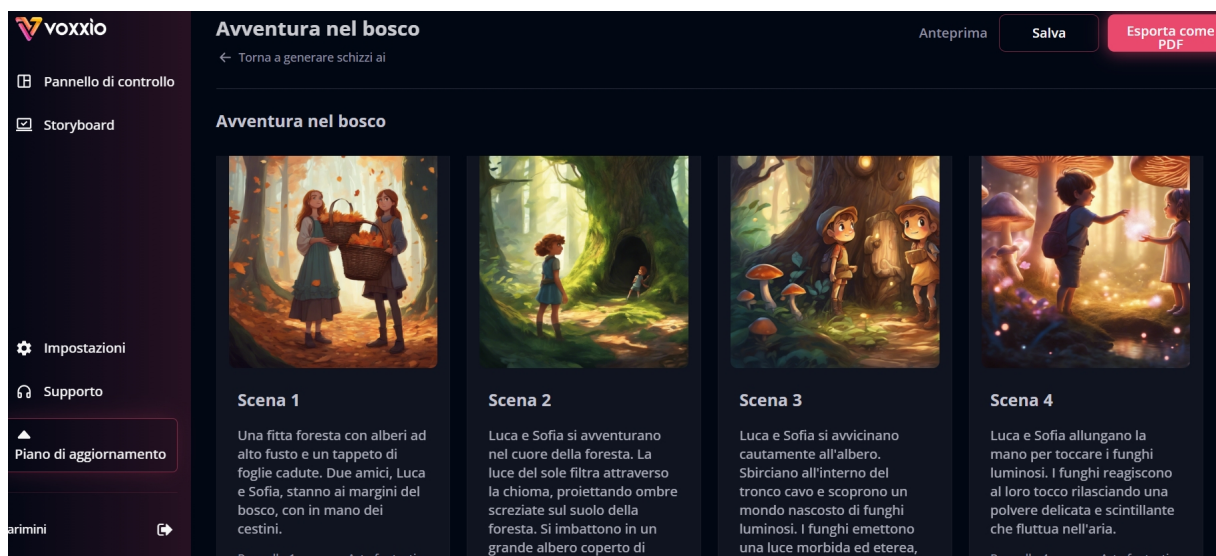 voxxio
Pannello di controllo
Storyboard
Impostazioni
Supporto
Piano di aggiornamento
arimini
Avventura nel bosco
Torna a generare schizzi ai
Anteprima
Salva
Esporta come
PDF
Avventura nel bosco
Scena 1
Una fitta foresta con alberi ad
alto fusto e un tappeto di
foglie cadute. Due amici, Luca
e Sofia, stanno ai margini del
bosco, con in mano dei
cestini.
Scena 2
Luca e Sofia si avventurano
nel cuore della foresta. La
luce del sole filtra attraverso
la chioma, proiettando ombre
screziate sul suolo della
foresta. Si imbattono in un
grande albero coperto di
Scena 3
Luca e Sofia si avvicinano
cautamente all'albero.
Sbirciano all'interno del
tronco cavo e scoprono un
mondo nascosto di funghi
luminosi. I funghi emettono
una luce morbida ed eterea,
Scena 4
Luca e Sofia allungano la
mano per toccare i funghi
luminosi. I funghi reagiscono
al loro tocco rilasciando una
polvere delicata e scintillante
che fluttua nell'aria.